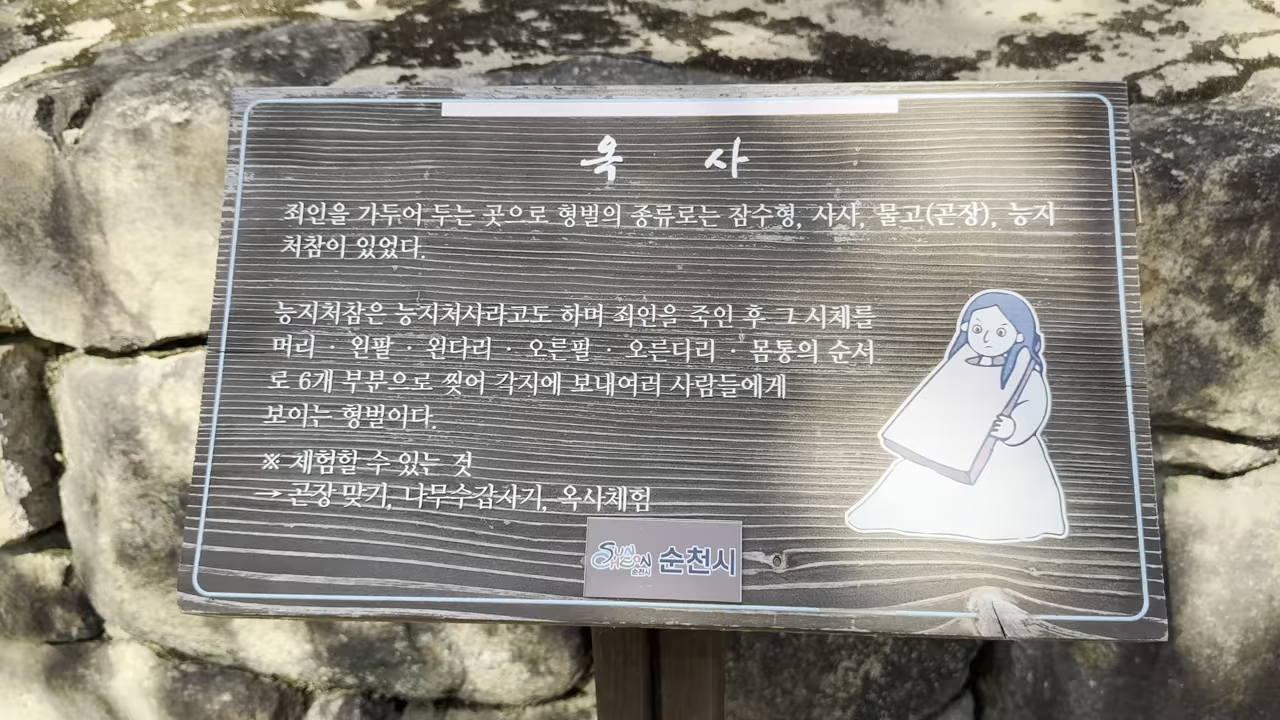 옥 사
죄인을 가두어 두는 곳으로 형벌의 종류로는 참수형, 사사, 물고(곤장), 능지
처참이 있었다.
능지처참은 능지처사라고도 하며 죄인을 죽인 후 그 시체를
머리 · 왼팔 · 왼다리 · 오른팔 · 오른다리 · 몸통의 순서
로 6개 부분으로 찢어 각지에 보내여러 사람들에게
보이는 형벌이다.
※ 체험할 수 있는 것
→ 곤장 맞기, 나무수갑차기, 옥사체험
SUNCHEON 순천시 순천시